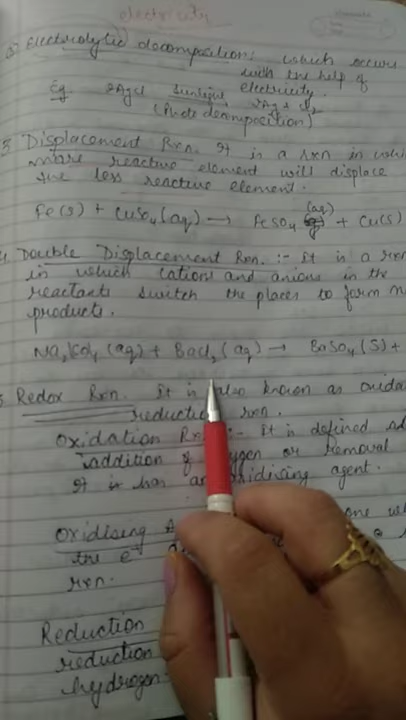 electricity
Electrolytic decomposition: which occurs
with the help of
electricity.
Eg. 2AgCl Sunlight 2Ag + Cl2
(Photo decomposition)
3 Displacement Rxn. It is a rxn in which
more reactive element will displace
the less reactive element.
Fe(s) + CuSO4(aq) → FeSO4 (aq) + Cu(s)
4. Double Displacement Rxn. :- It is a rxn
in which cations and anions in the
reactants switch the places to form
products.
(aq) + BaCl2 (aq) → BaSO4(s) +
Redox Rxn. It is also known as
reduction rxn.
Oxidation :- It is defined as
addition of oxygen or removal
It is has an oxidising agent.
Oxidising
the e-
rxn.
Reduction
reduction
hydrogen